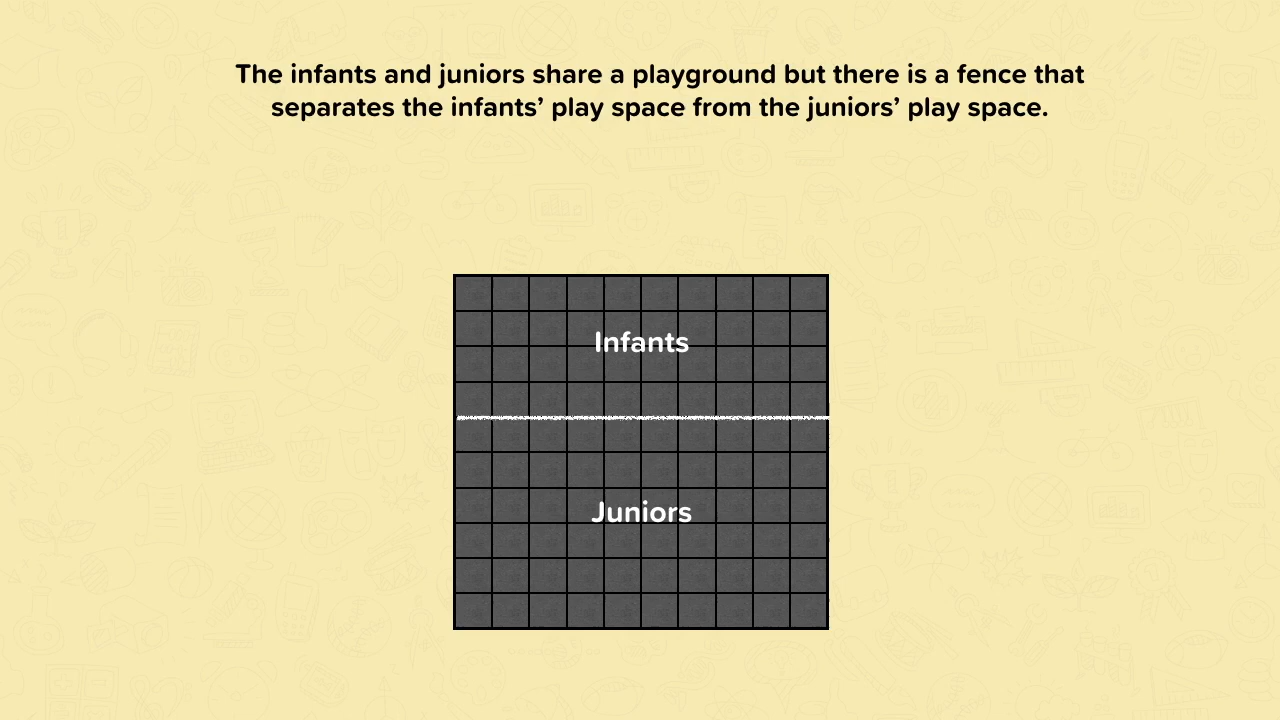 The infants and juniors share a playground but there is a fence that
separates the infants’ play space from the juniors’ play space.
Infants
Juniors